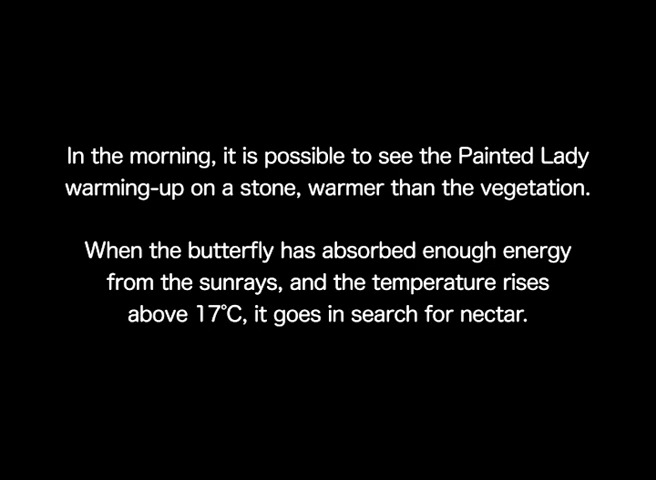 In the morning, it is possible to see the Painted Lady
warming-up on a stone, warmer than the vegetation.
When the butterfly has absorbed enough energy
from the sunrays, and the temperature rises
above 17°C, it goes in search for nectar.